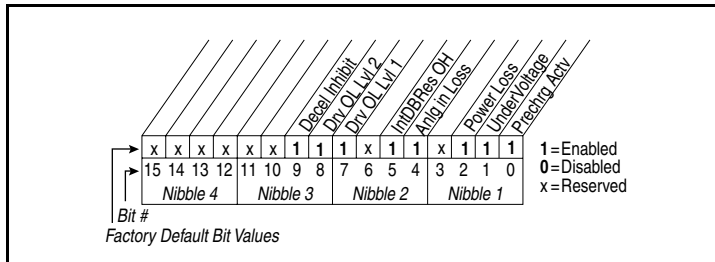 Decel Inhibit
Drv OL Lvl 2
Drv OL Lvl 1
IntDBRes OH
Anlg in Loss
Power Loss
UnderVoltage
Prechrg Actv
x x x x x x 1 1 1 x 1 1 x 1 1 1
15 14 13 12 11 10 9 8 7 6 5 4 3 2 1 0
Nibble 4 Nibble 3 Nibble 2 Nibble 1
1=Enabled
0=Disabled
x=Reserved
Bit #
Factory Default Bit Values